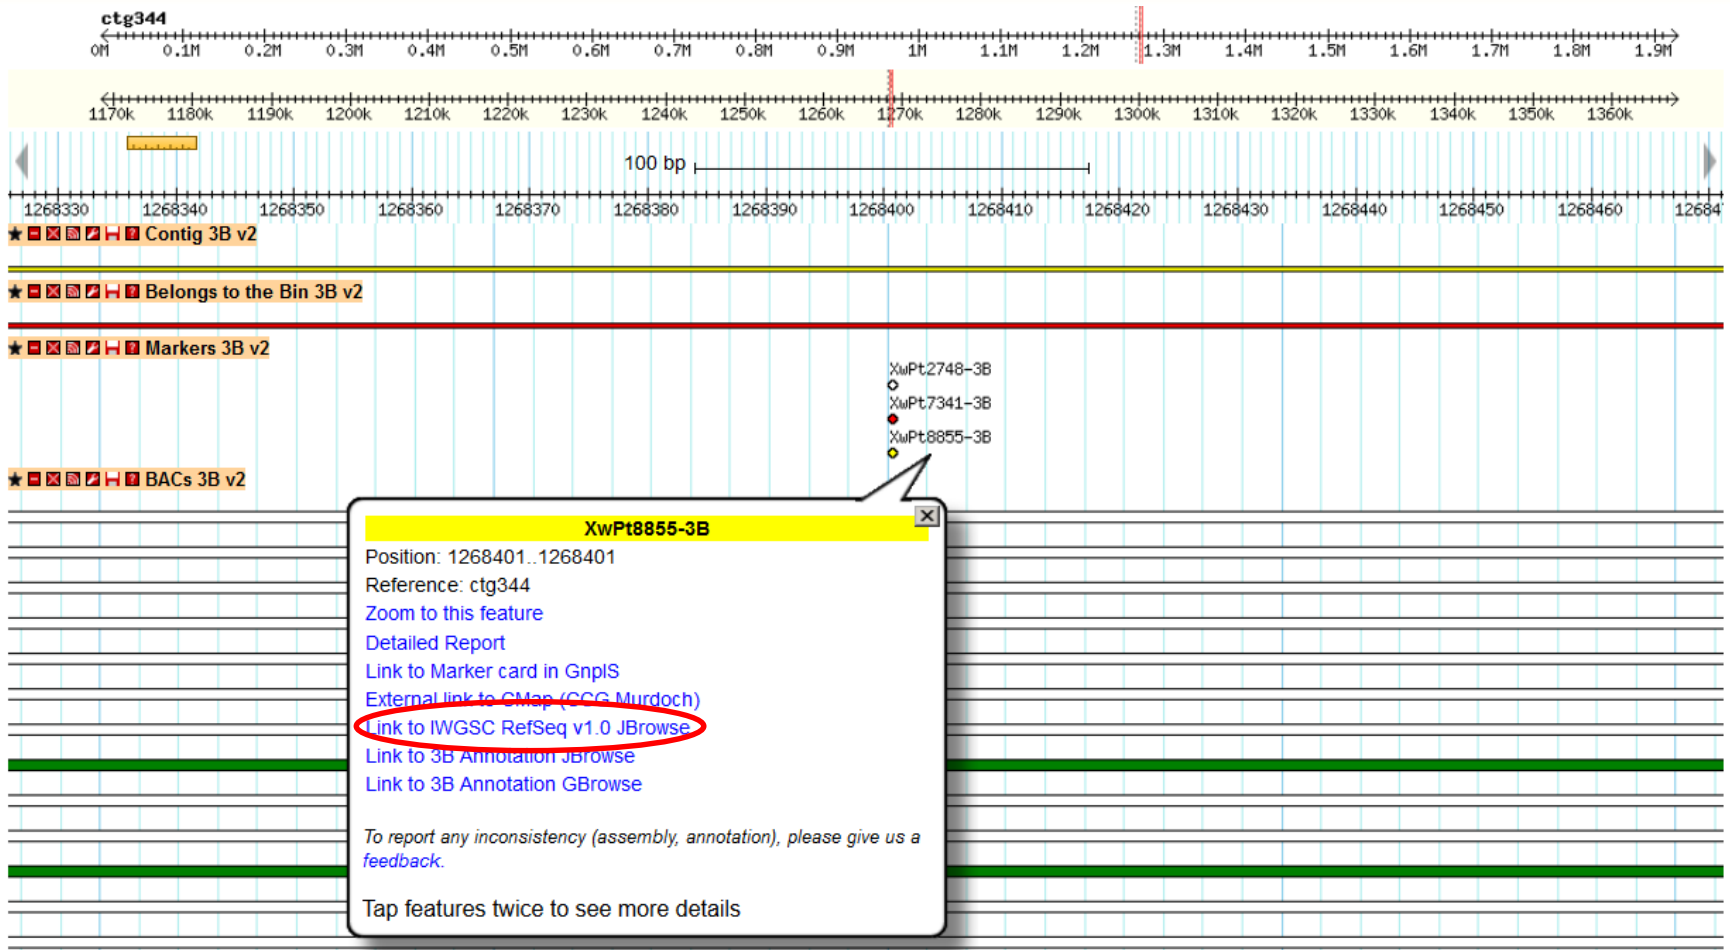 ctg344
0M 0.1M 0.2M 0.3M 0.4M 0.5M 0.6M 0.7M 0.8M 0.9M 1M 1.1M 1.2M 1.3M 1.4M 1.5M 1.6M 1.7M 1.8M 1.9M
1170k 1180k 1190k 1200k 1210k 1220k 1230k 1240k 1250k 1260k 1270k 1280k 1290k 1300k 1310k 1320k 1330k 1340k 1350k 1360k
100 bp
1268330 1268340 1268350 1268360 1268370 1268380 1268390 1268400 1268410 1268420 1268430 1268440 1268450 1268460 12684
Contig 3B v2
Belongs to the Bin 3B v2
Markers 3B v2
XwPt2748-3B
XwPt7341-3B
XwPt8855-3B
BACs 3B v2
XwPt8855-3B
Position: 1268401..1268401
Reference: ctg344
Zoom to this feature
Detailed Report
Link to Marker card in GnpIS
External link to CMap (CCG Murdoch)
Link to IWGSC RefSeq v1.0 JBrowse
Link to 3B Annotation JBrowse
Link to 3B Annotation GBrowse
To report any inconsistency (assembly, annotation), please give us a
feedback.
Tap features twice to see more details